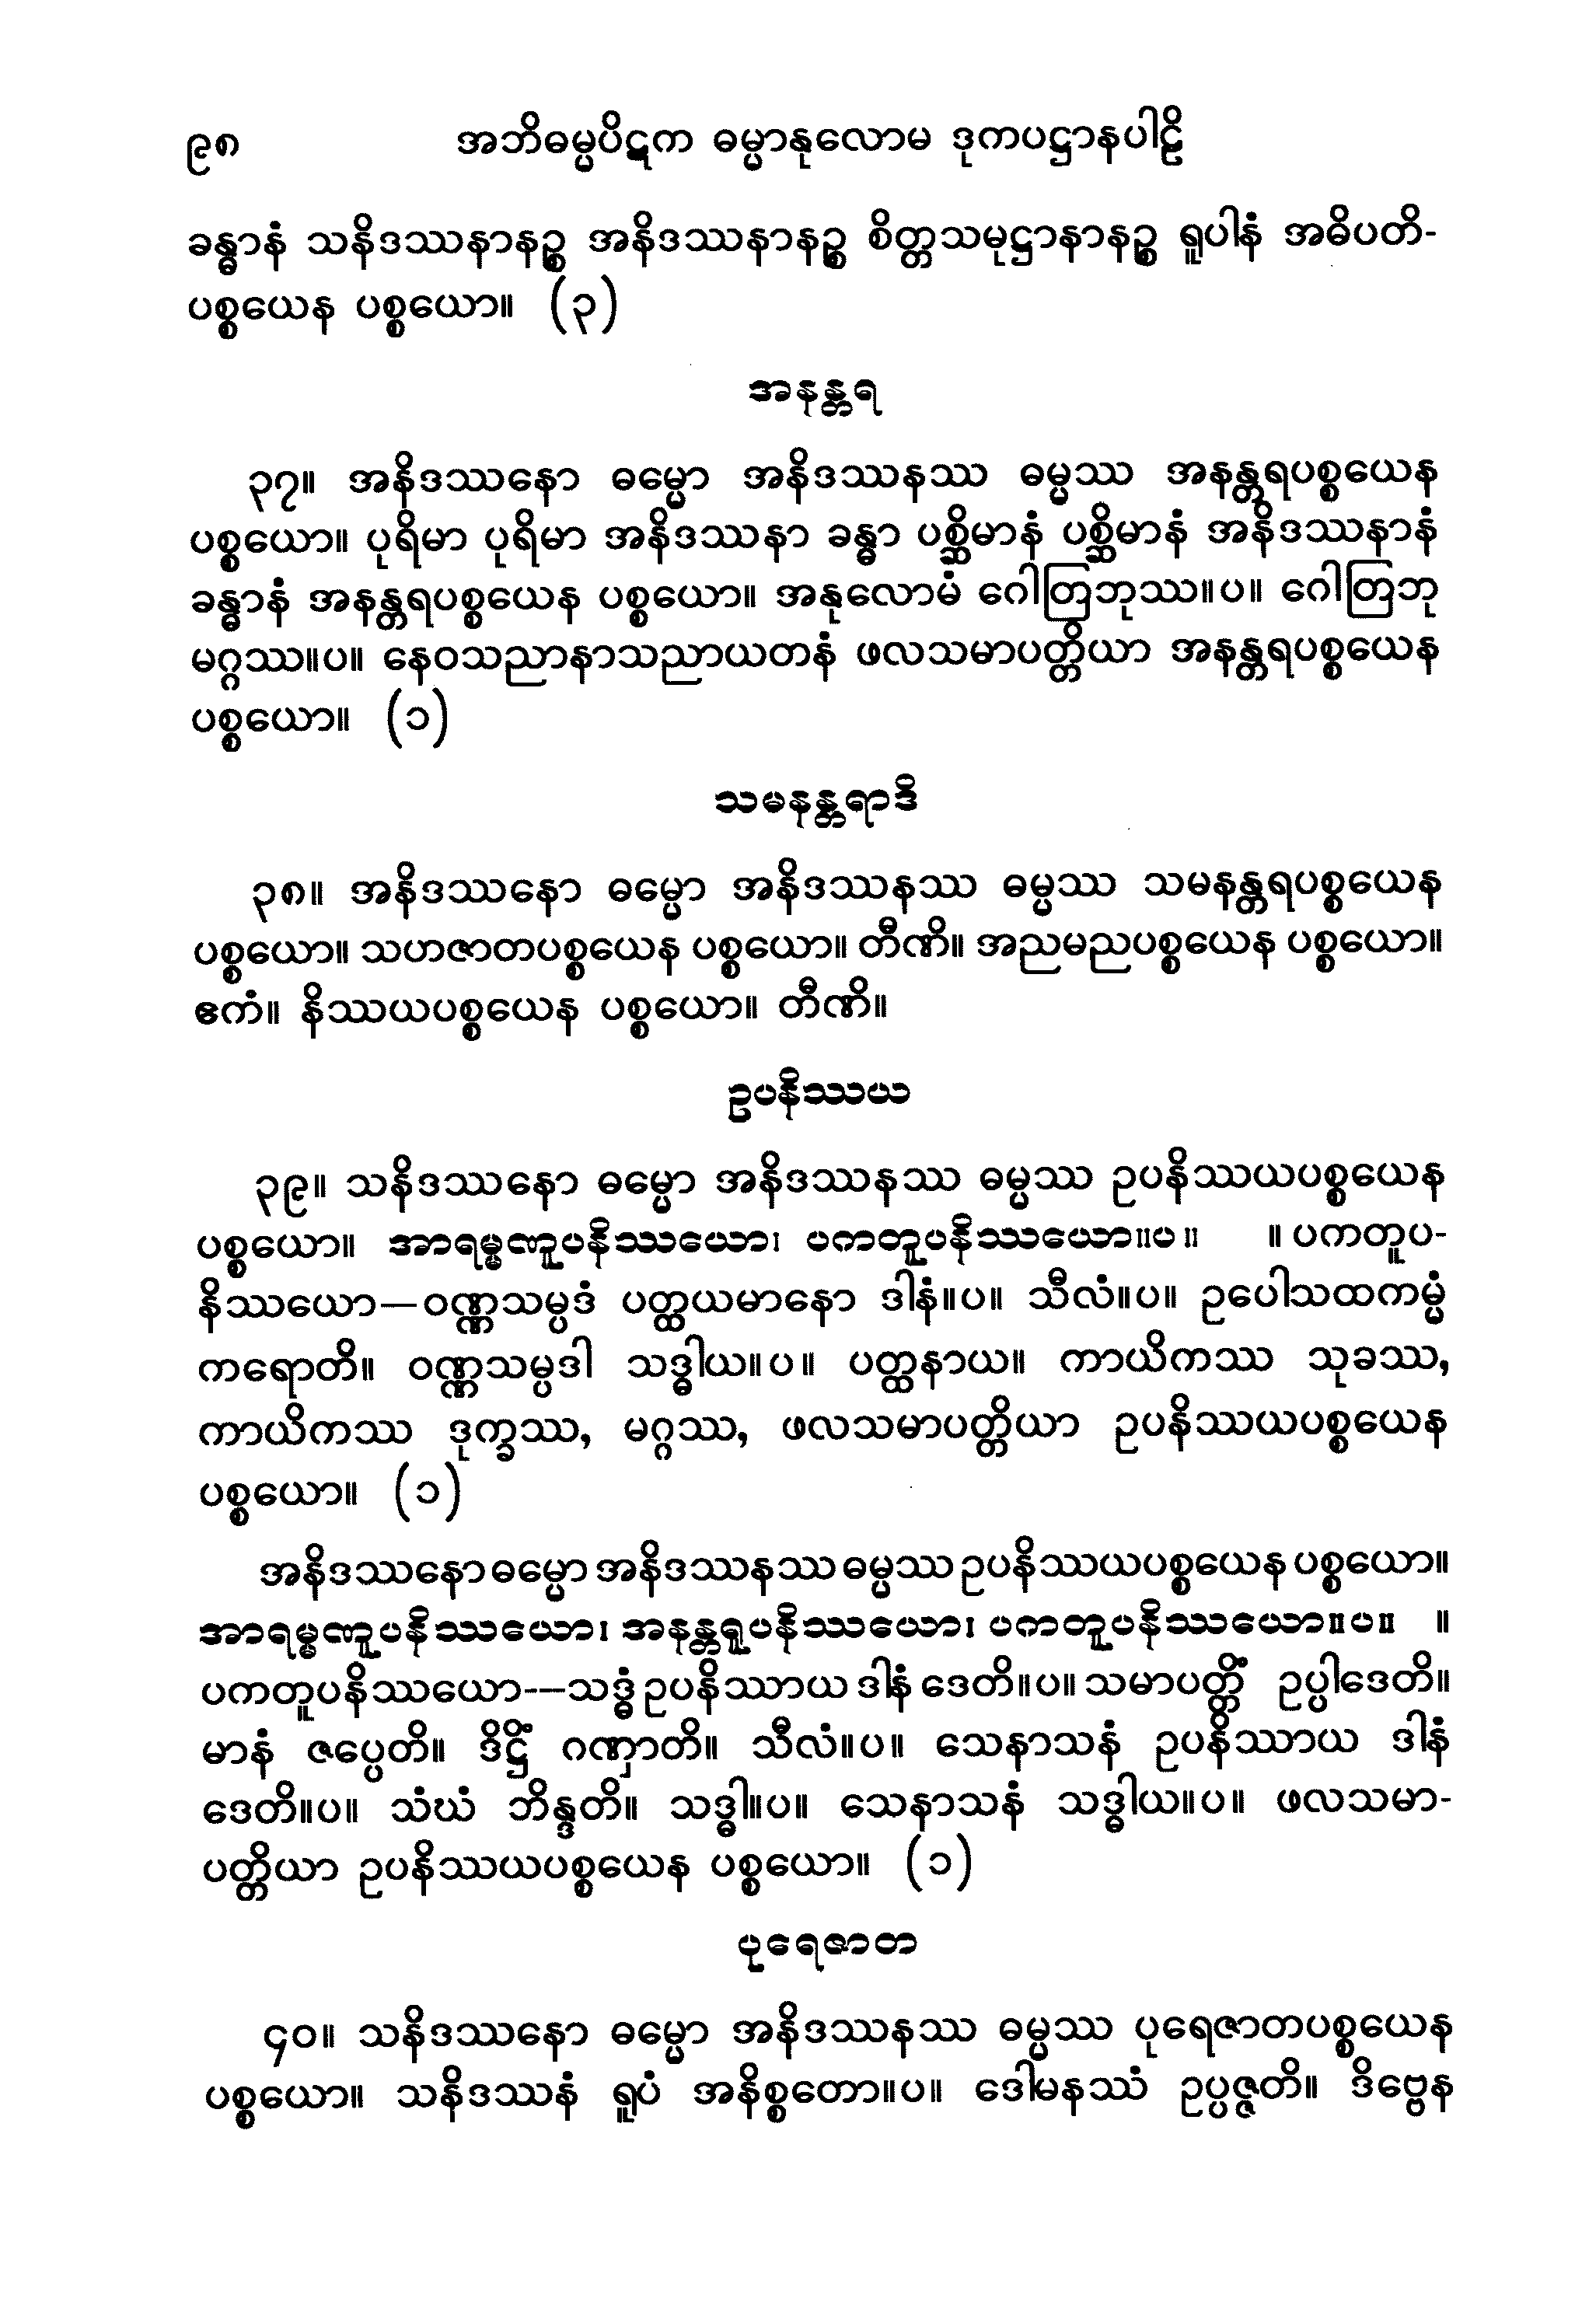 ၉၈ အဘိဓမ္မပိဋက ဓမ္မာနုလောမ ဒုကပဋ္ဌာနပါဠိ
ခန္ဓာနံ သနိဒဿနာနဉ္စ အနိဒဿနာနဉ္စ စိတ္တသမုဋ္ဌာနာနဉ္စ ရူပါနံ အဓိပတိ-
ပစ္စယေန ပစ္စယော။ (၃)
အနန္တရ
၃၇။ အနိဒဿနော ဓမ္မော အနိဒဿနဿ ဓမ္မဿ အနန္တရပစ္စယေန
ပစ္စယော။ ပုရိမာ ပုရိမာ အနိဒဿနာ ခန္ဓာ ပစ္ဆိမာနံ ပစ္ဆိမာနံ အနိဒဿနာနံ
ခန္ဓာနံ အနန္တရပစ္စယေန ပစ္စယော။ အနုလောမံ ဂေါတြဘုဿ။ပ။ ဂေါတြဘု
မဂ္ဂဿ။ပ။ နေဝသညာနာသညာယတနံ ဖလသမာပတ္တိယာ အနန္တရပစ္စယေန
ပစ္စယော။ (၁)
သမနန္တရာဒိ
၃၈။ အနိဒဿနော ဓမ္မော အနိဒဿနဿ ဓမ္မဿ သမနန္တရပစ္စယေန
ပစ္စယော။ သဟဇာတပစ္စယေန ပစ္စယော။ တီဏိ။ အညမညပစ္စယေန ပစ္စယော။
ဧကံ။ နိဿယပစ္စယေန ပစ္စယော။ တီဏိ။
ဥပနိဿယ
၃၉။ သနိဒဿနော ဓမ္မော အနိဒဿနဿ ဓမ္မဿ ဥပနိဿယပစ္စယေန
ပစ္စယော။ အာရမ္မဏူပနိဿယော၊ ပကတူပနိဿယော။ပ။ ။ ပကတူပ-
နိဿယော—ဝဏ္ဏသမ္ပဒံ ပတ္ထယမာနော ဒါနံ။ပ။ သီလံ။ပ။ ဥပေါသထကမ္မံ
ကရောတိ။ ဝဏ္ဏသမ္ပဒါ သဒ္ဓါယ။ပ။ ပတ္ထနာယ။ ကာယိကဿ သုခဿ,
ကာယိကဿ ဒုက္ခဿ, မဂ္ဂဿ, ဖလသမာပတ္တိယာ ဥပနိဿယပစ္စယေန
ပစ္စယော။ (၁)
အနိဒဿနော ဓမ္မော အနိဒဿနဿ ဓမ္မဿ ဥပနိဿယပစ္စယေန ပစ္စယော။
အာရမ္မဏူပနိဿယော၊ အနန္တရူပနိဿယော၊ ပကတူပနိဿယော။ပ။ ။
ပကတူပနိဿယော—သဒ္ဓံ ဥပနိဿာယ ဒါနံ ဒေတိ။ပ။ သမာပတ္တိံ ဥပ္ပါဒေတိ။
မာနံ ဇပ္ပေတိ။ ဒိဋ္ဌိံ ဂဏှာတိ။ သီလံ။ပ။ သေနာသနံ ဥပနိဿာယ ဒါနံ
ဒေတိ။ပ။ သံဃံ ဘိန္ဒတိ။ သဒ္ဓါ။ပ။ သေနာသနံ သဒ္ဓါယ။ပ။ ဖလသမာ-
ပတ္တိယာ ဥပနိဿယပစ္စယေန ပစ္စယော။ (၁)
ပုရေဇာတ
၄၀။ သနိဒဿနော ဓမ္မော အနိဒဿနဿ ဓမ္မဿ ပုရေဇာတပစ္စယေန
ပစ္စယော။ သနိဒဿနံ ရူပံ အနိစ္စတော။ပ။ ဒေါမနဿံ ဥပ္ပဇ္ဇတိ။ ဒိဗ္ဗေန